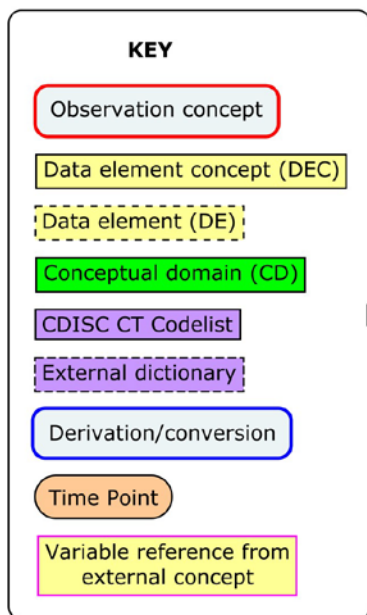 KEY
Observation concept
Data element concept (DEC)
Data element (DE)
Conceptual domain (CD)
CDISC CT Codelist
External dictionary
Derivation/conversion
Time Point
Variable reference from
external concept